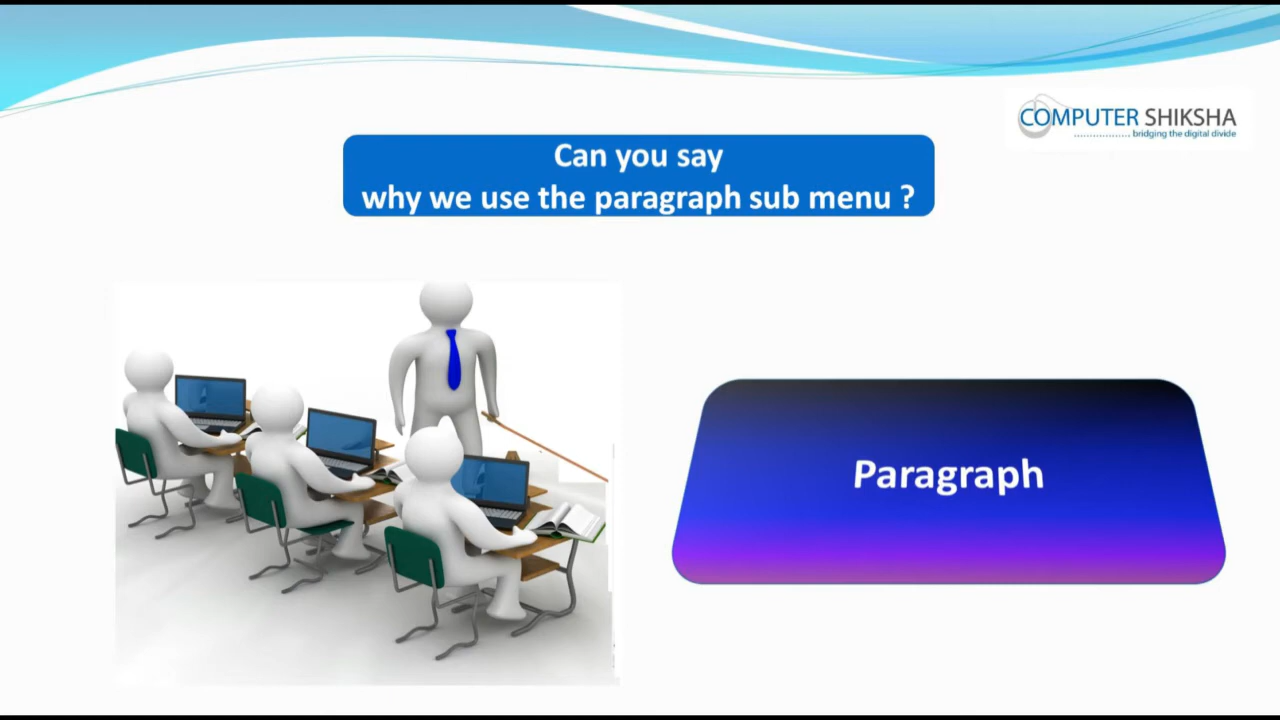 COMPUTER SHIKSHA
bridging the digital divide
Can you say
why we use the paragraph sub menu ?
Paragraph